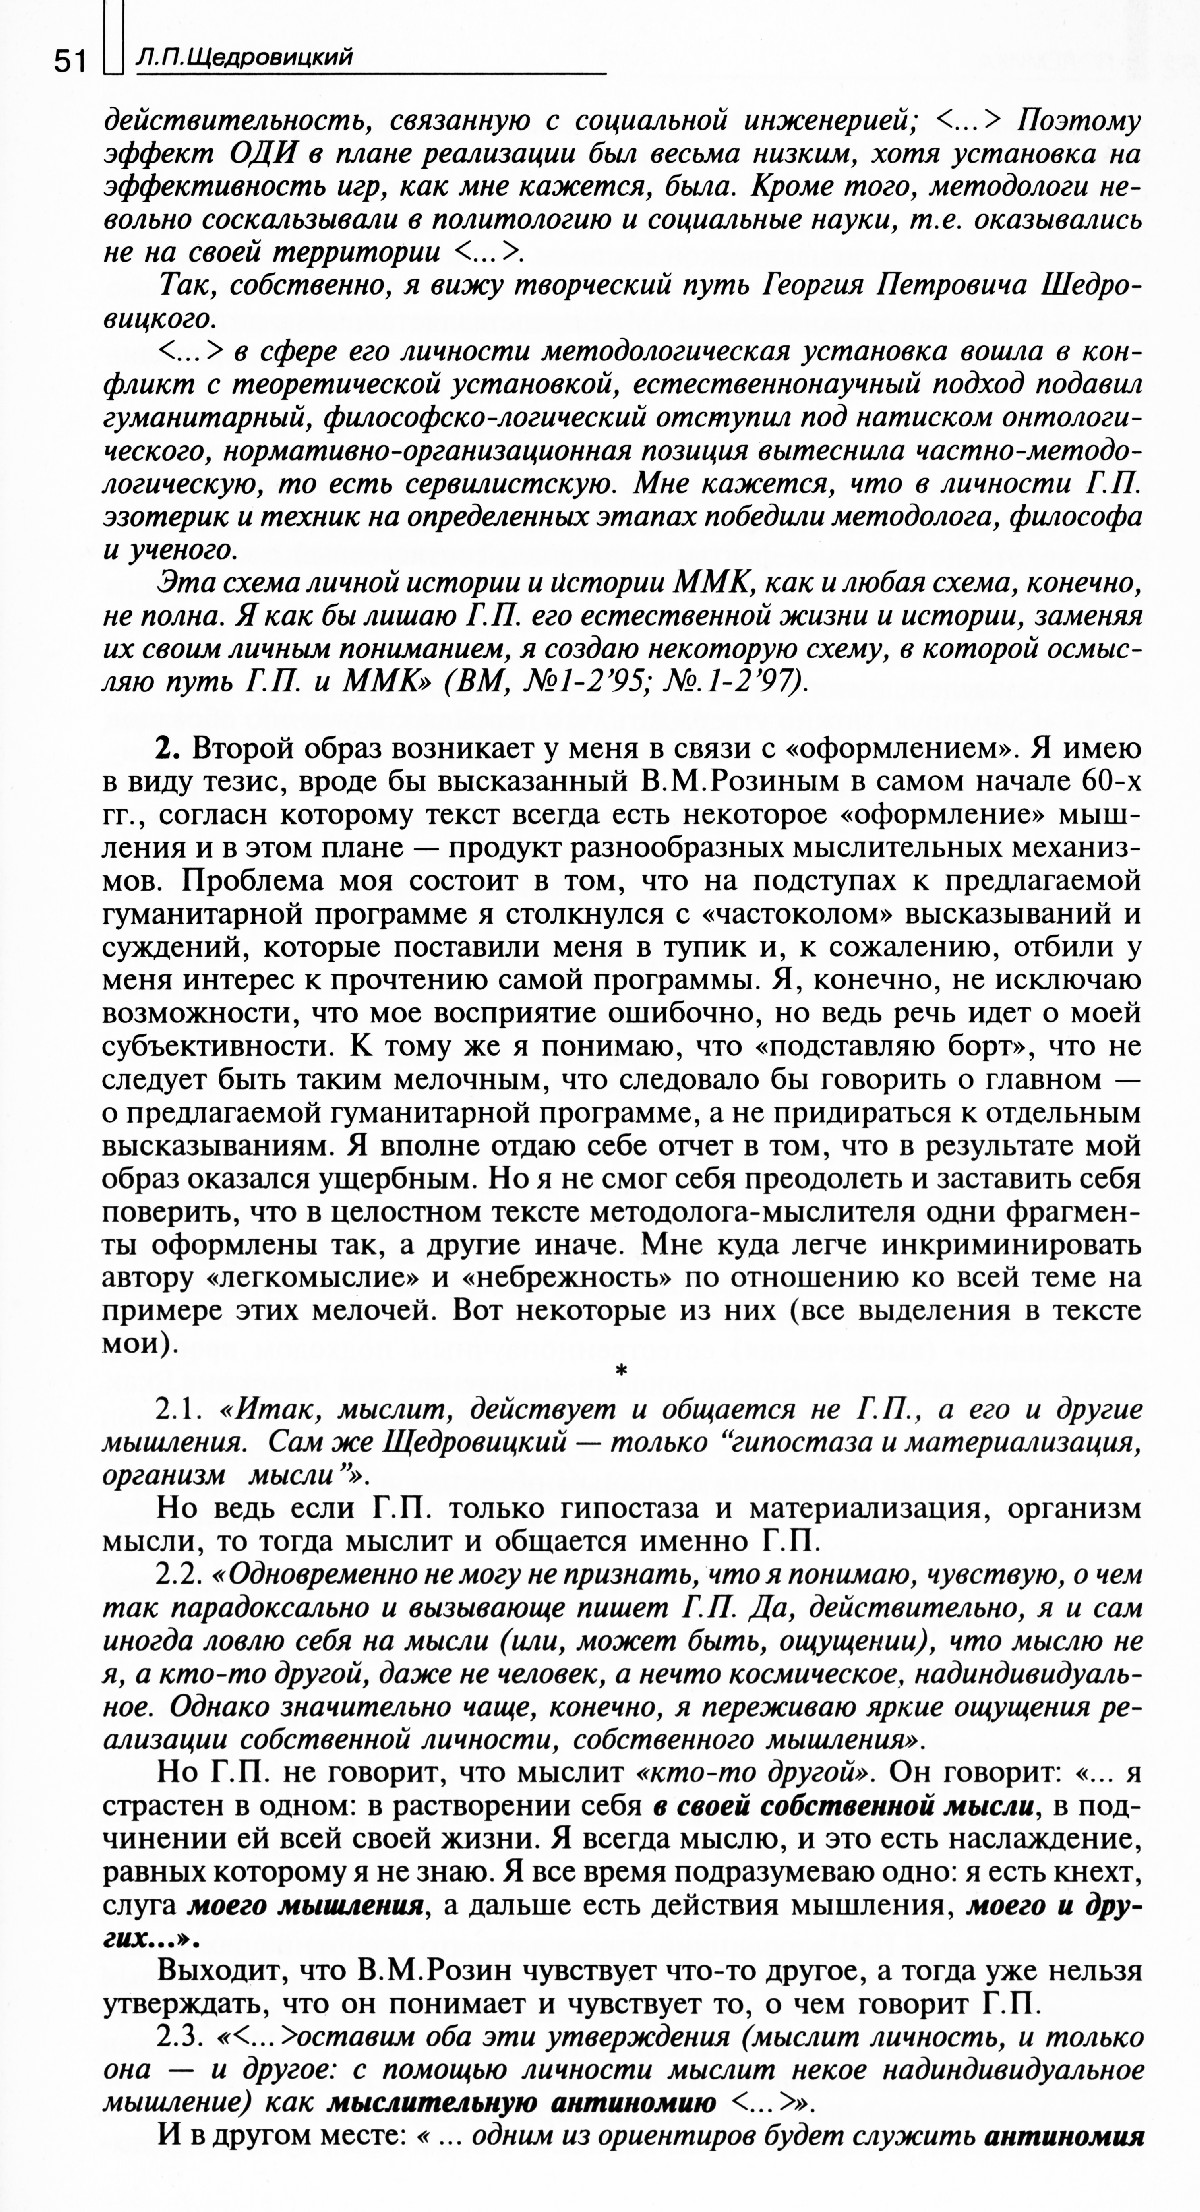 51 Л.П.Щедровицкий
действительность, связанную с социальной инженерией; <...> Поэтому
эффект ОДИ в плане реализации был весьма низким, хотя установка на
эффективность игр, как мне кажется, была. Кроме того, методологи не-
вольно соскальзывали в политологию и социальные науки, т.е. оказывались
не на своей территории <...>.
Так, собственно, я вижу творческий путь Георгия Петровича Шедро-
вицкого.
<...> в сфере его личности методологическая установка вошла в кон-
фликт с теоретической установкой, естественнонаучный подход подавил
гуманитарный, философско-логический отступил под натиском онтологи-
ческого, нормативно-организационная позиция вытеснила частно-методо-
логическую, то есть сервилистскую. Мне кажется, что в личности Г.П.
эзотерик и техник на определенных этапах победили методолога, философа
и ученого.
Эта схема личной истории и истории ММК, как и любая схема, конечно,
не полна. Я как бы лишаю Г.П. его естественной жизни и истории, заменяя
их своим личным пониманием, я создаю некоторую схему, в которой осмыс-
ляю путь Г.П. и ММК» (ВМ, №1-2’95; №.1-2’97).
2. Второй образ возникает у меня в связи с «оформлением». Я имею
в виду тезис, вроде бы высказанный В.М.Розиным в самом начале 60-х
гг., согласн которому текст всегда есть некоторое «оформление» мыш-
ления и в этом плане — продукт разнообразных мыслительных механиз-
мов. Проблема моя состоит в том, что на подступах к предлагаемой
гуманитарной программе я столкнулся с «частоколом» высказываний и
суждений, которые поставили меня в тупик и, к сожалению, отбили у
меня интерес к прочтению самой программы. Я, конечно, не исключаю
возможности, что мое восприятие ошибочно, но ведь речь идет о моей
субъективности. К тому же я понимаю, что «подставляю борт», что не
следует быть таким мелочным, что следовало бы говорить о главном —
о предлагаемой гуманитарной программе, а не придираться к отдельным
высказываниям. Я вполне отдаю себе отчет в том, что в результате мой
образ оказался ущербным. Но я не смог себя преодолеть и заставить себя
поверить, что в целостном тексте методолога-мыслителя одни фрагмен-
ты оформлены так, а другие иначе. Мне куда легче инкриминировать
автору «легкомыслие» и «небрежность» по отношению ко всей теме на
примере этих мелочей. Вот некоторые из них (все выделения в тексте
мои).
*
2.1. «Итак, мыслит, действует и общается не Г.П., а его и другие
мышления. Сам же Щедровицкий — только “гипостаза и материализация,
организм мысли”».
Но ведь если Г.П. только гипостаза и материализация, организм
мысли, то тогда мыслит и общается именно Г.П.
2.2. «Одновременно не могу не признать, что я понимаю, чувствую, о чем
так парадоксально и вызывающе пишет Г.П. Да, действительно, я и сам
иногда ловлю себя на мысли (или, может быть, ощущении), что мыслю не
я, а кто-то другой, даже не человек, а нечто космическое, надиндивидуаль-
ное. Однако значительно чаще, конечно, я переживаю яркие ощущения ре-
ализации собственной личности, собственного мышления».
Но Г.П. не говорит, что мыслит «кто-то другой». Он говорит: «... я
страстен в одном: в растворении себя в своей собственной мысли, в под-
чинении ей всей своей жизни. Я всегда мыслю, и это есть наслаждение,
равных которому я не знаю. Я все время подразумеваю одно: я есть кнехт,
слуга моего мышления, а дальше есть действия мышления, моего и дру-
гих...».
Выходит, что В.М.Розин чувствует что-то другое, а тогда уже нельзя
утверждать, что он понимает и чувствует то, о чем говорит Г.П.
2.3. «<...>оставим оба эти утверждения (мыслит личность, и только
она — и другое: с помощью личности мыслит некое надиндивидуальное
мышление) как мыслительную антиномию <...>».
И в другом месте: « ... одним из ориентиров будет служить антиномия